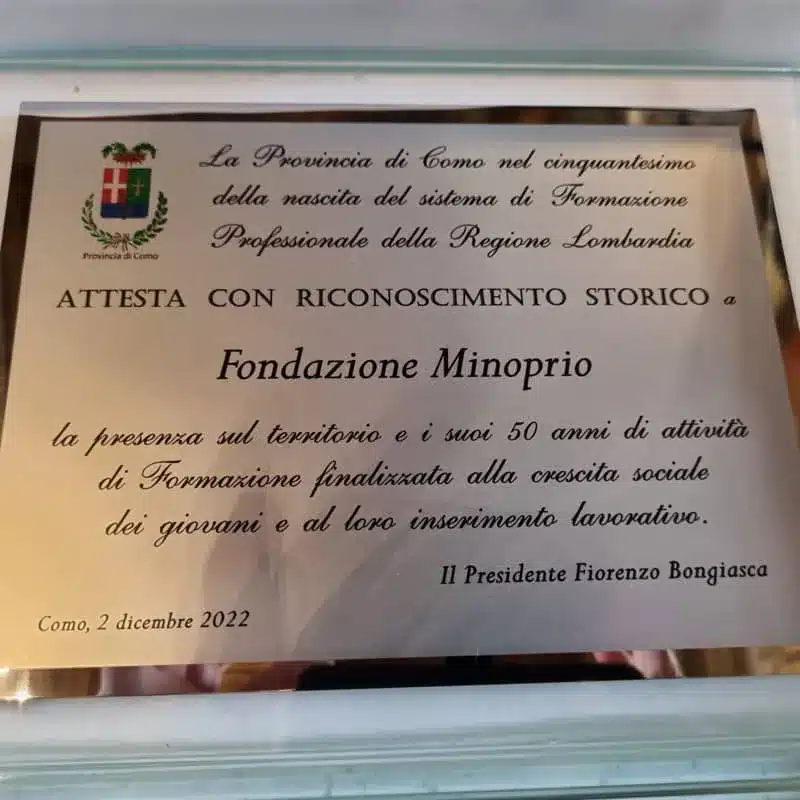 La Provincia di Como nel cinquantesimo
della nascita del sistema di Formazione
Professionale della Regione Lombardia
Provincia di Como
ATTESTA CON RICONOSCIMENTO STORICO a
Fondazione Minoprio
la presenza sul territorio e i suoi 50 anni di attività
di Formazione finalizzata alla crescita sociale
dei giovani e al loro inserimento lavorativo.
Il Presidente Fiorenzo Bongiasca
Como, 2 dicembre 2022